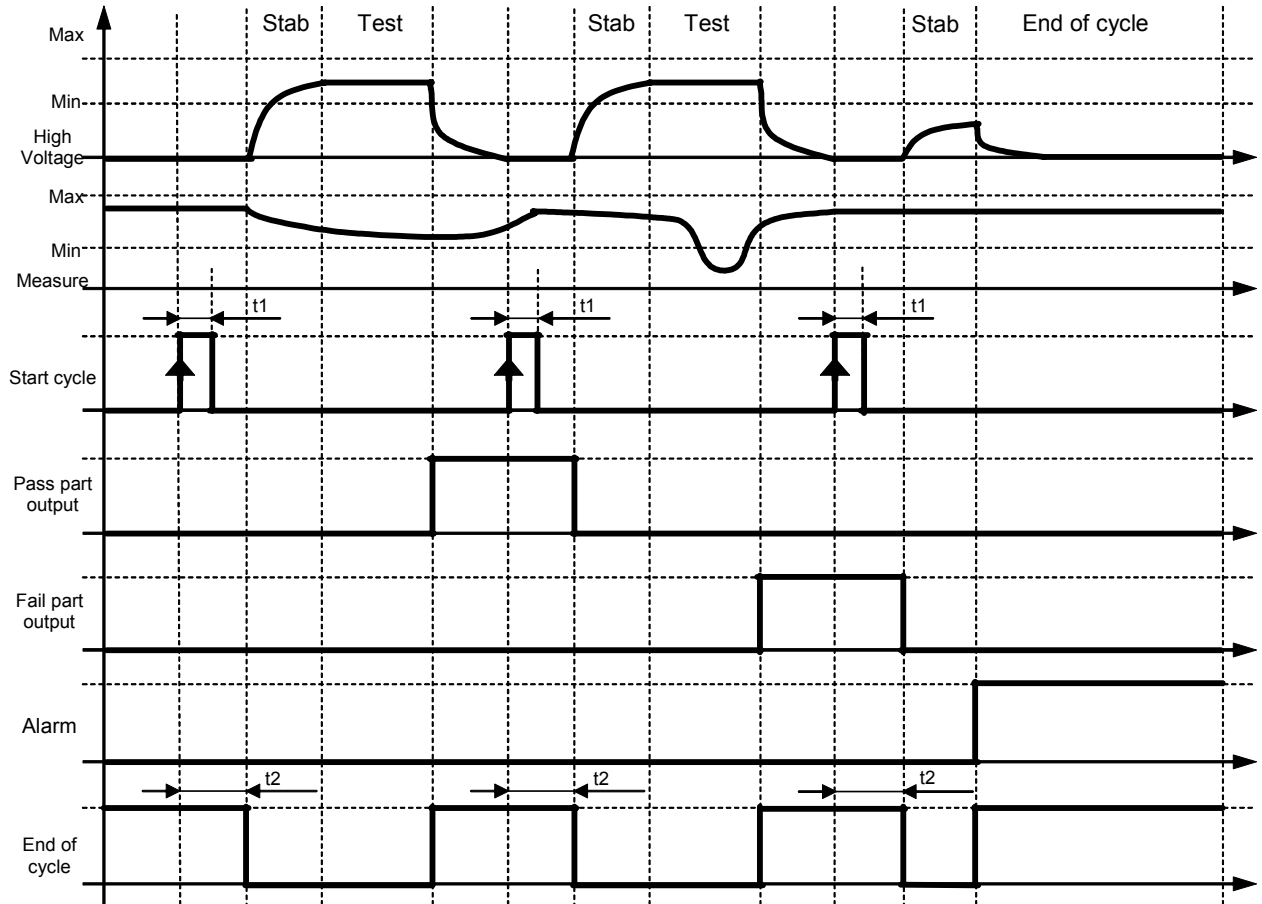 Stab Test Stab Test Stab End of cycle
Max
Min
High
Voltage
Max
Min
Measure
t1 t1 t1
Start cycle
Pass part
output
Fail part
output
Alarm
t2 t2 t2
End of
cycle